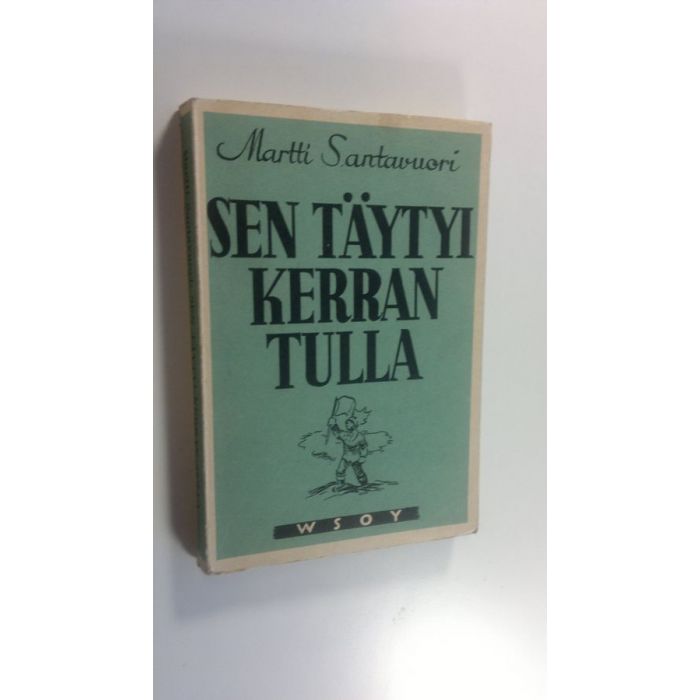 Martti Santavuori
SEN TÄYTYI
KERRAN
TULLA
WSOY